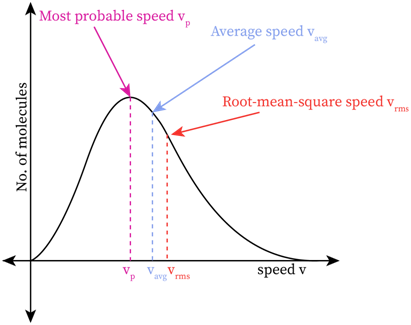 Most probable speed vp
Average speed vavg
Root-mean-square speed vrms
No. of molecules
vp
vavg
vrms
speed v